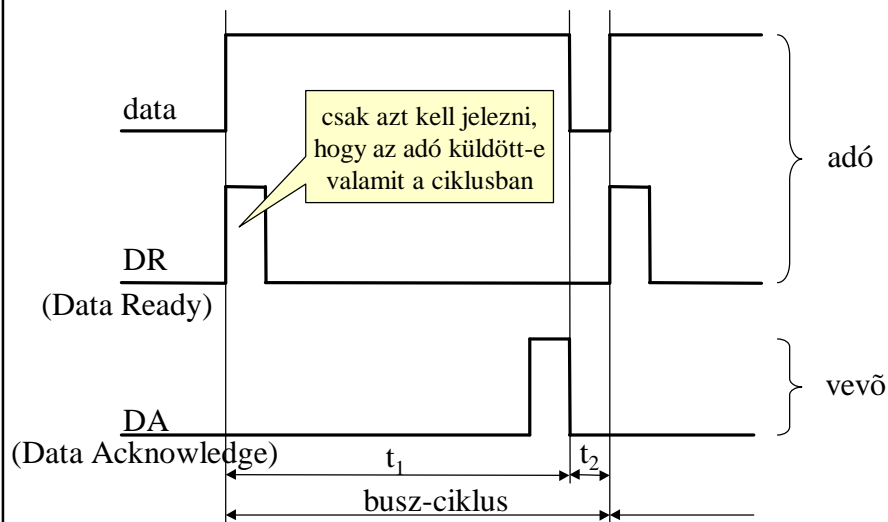 data
csak azt kell jelezni,
hogy az adó küldött-e
valamit a ciklusban
adó
DR
(Data Ready)
vevõ
DA
(Data Acknowledge)
t₁
t₂
busz-ciklus